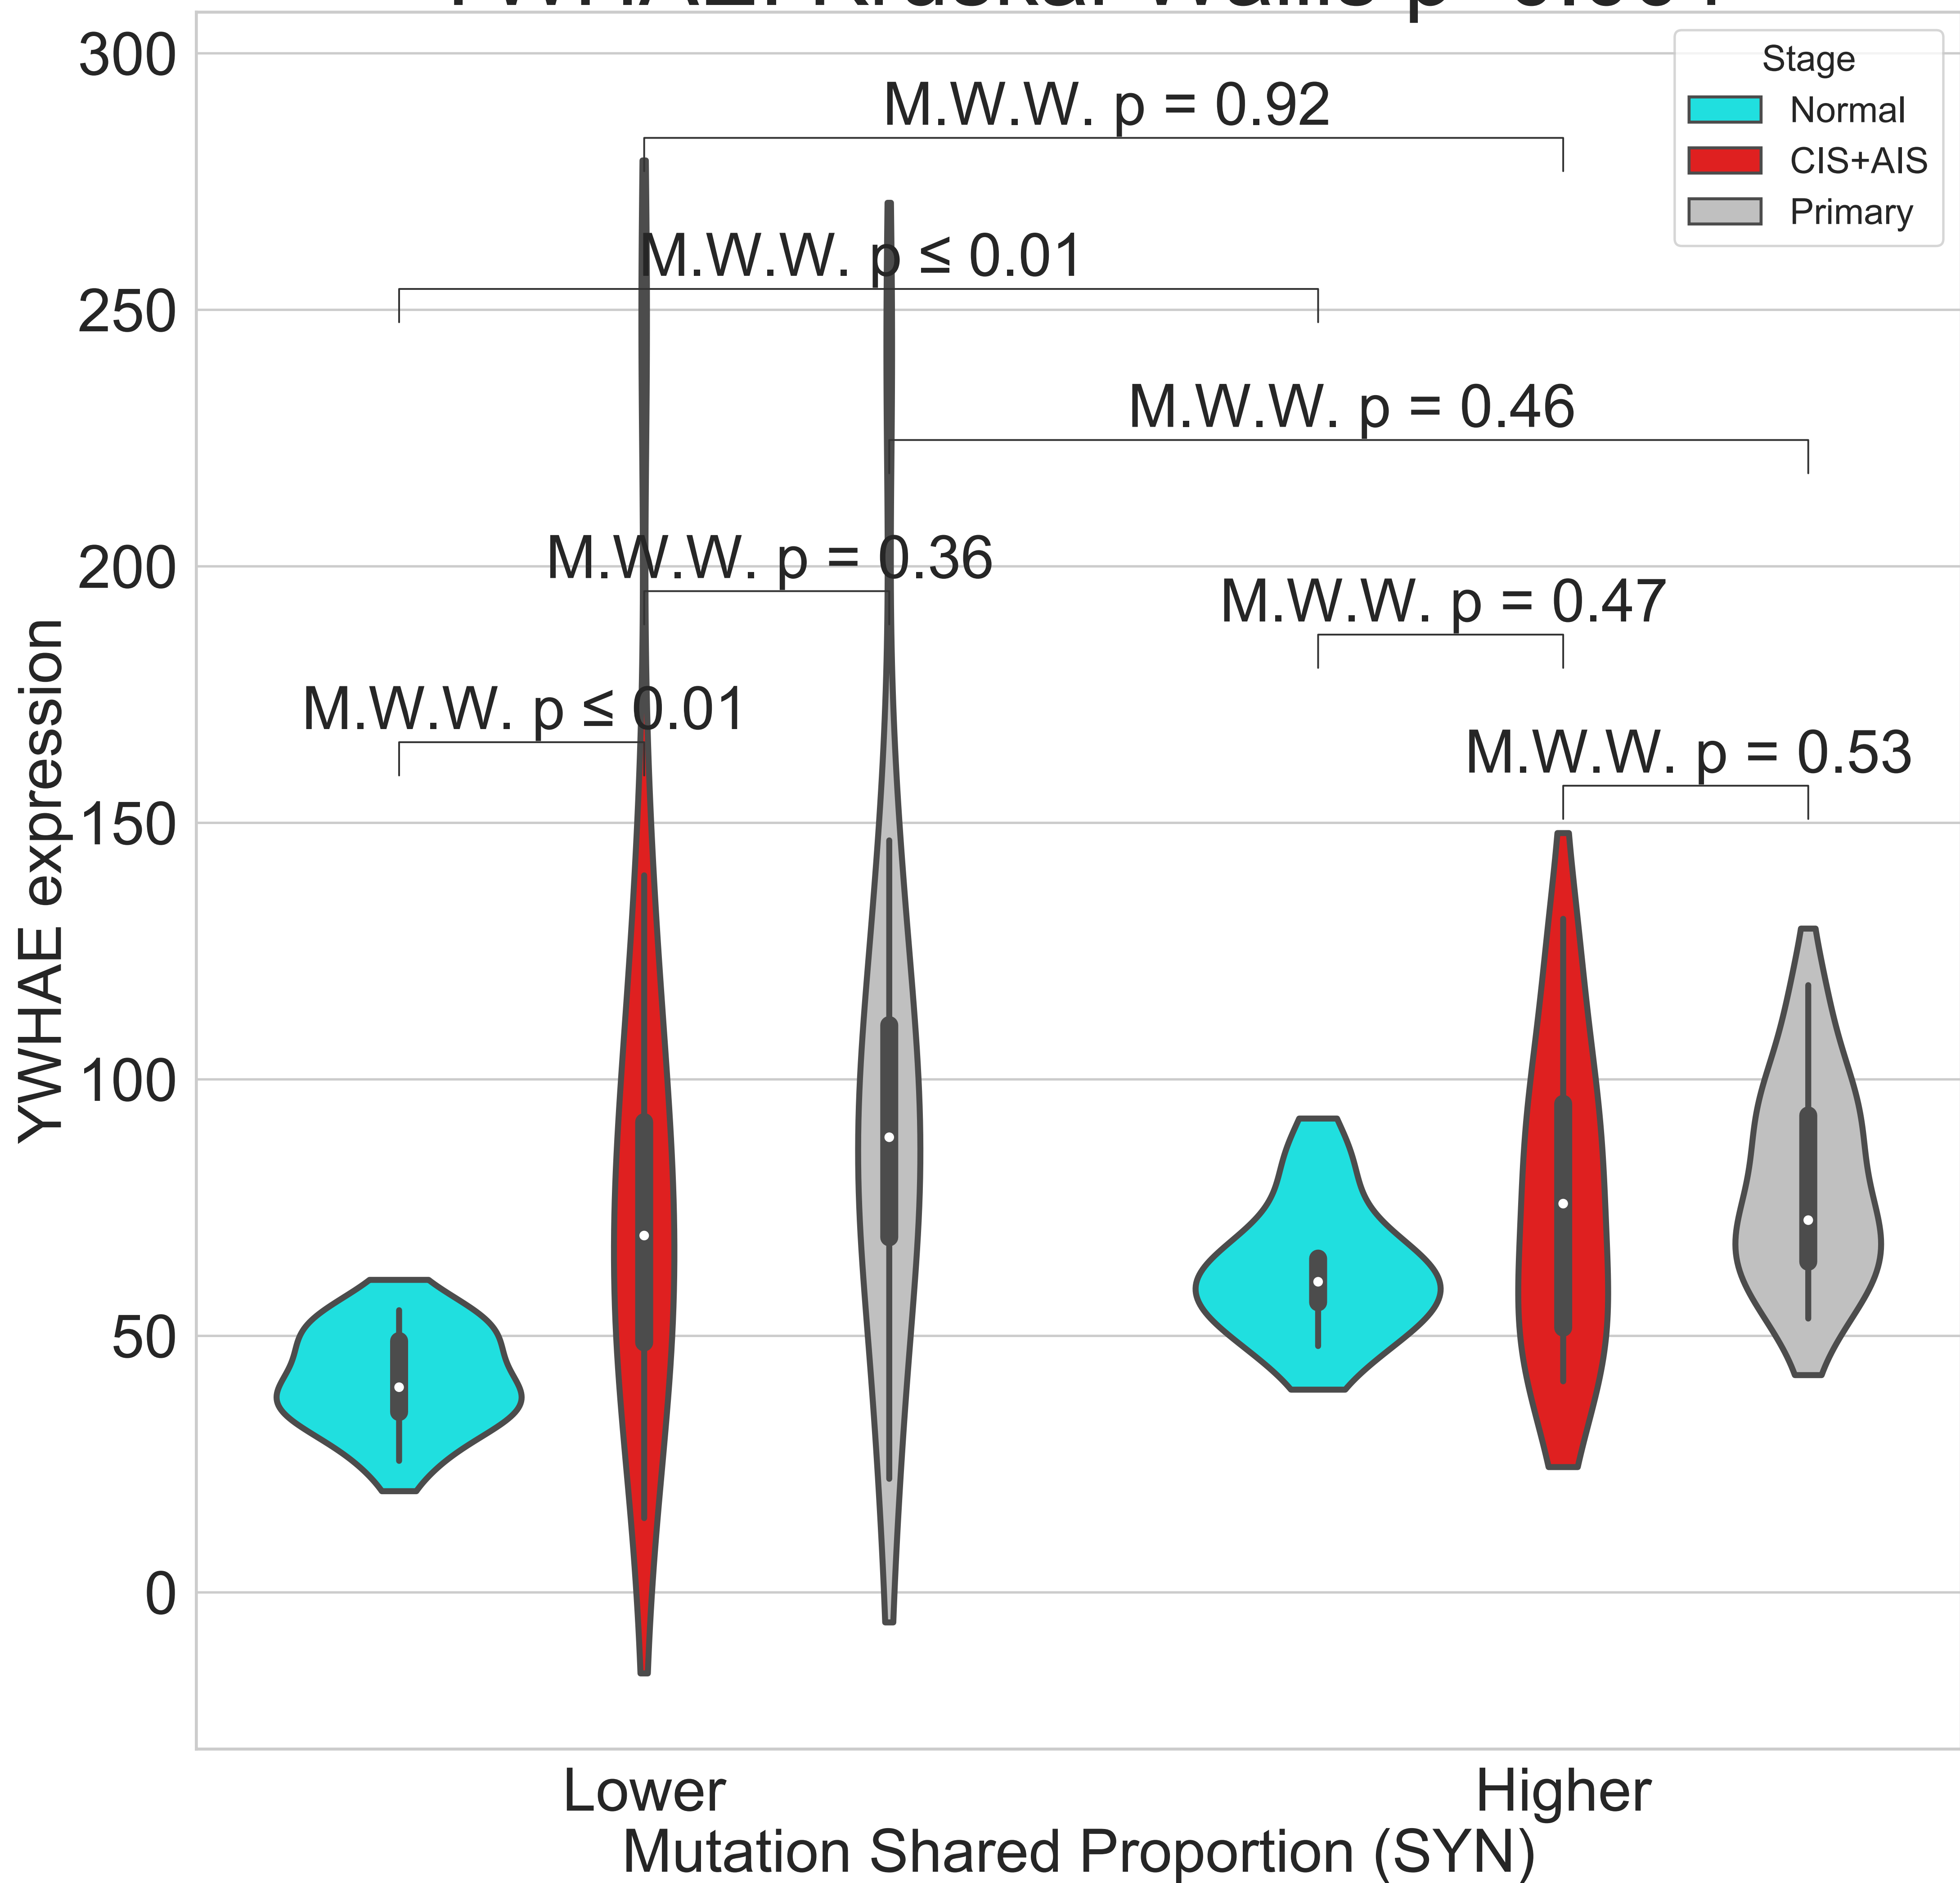 300
250
200
150
100
50
0
YWHAE expression
Stage
Normal
CIS+AIS
Primary
M.W.W. p = 0.92
M.W.W. p ≤ 0.01
M.W.W. p = 0.46
M.W.W. p = 0.36
M.W.W. p = 0.47
M.W.W. p ≤ 0.01
M.W.W. p = 0.53
Lower
Higher
Mutation Shared Proportion (SYN)